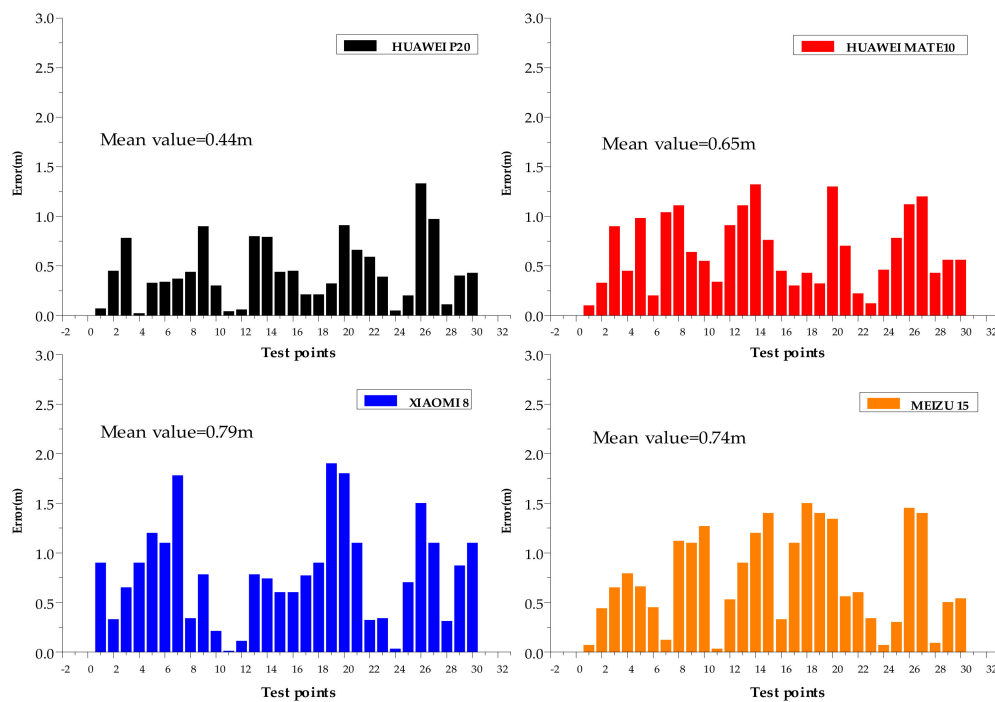 3.0
HUAWEI P20
2.5
2.0
Mean value=0.44m
1.5
Error(m)
1.0
0.5
0.0
-2 0 2 4 6 8 10 12 14 16 18 20 22 24 26 28 30 32
Test points
3.0
HUAWEI MATE10
2.5
2.0
Mean value=0.65m
1.5
Error(m)
1.0
0.5
0.0
-2 0 2 4 6 8 10 12 14 16 18 20 22 24 26 28 30 32
Test points
3.0
2.5
XIAOMI 8
Mean value=0.79m
2.0
1.5
Error(m)
1.0
0.5
0.0
-2 0 2 4 6 8 10 12 14 16 18 20 22 24 26 28 30 32
Test points
3.0
2.5
MEIZU 15
Mean value=0.74m
2.0
1.5
Error(m)
1.0
0.5
0.0
-2 0 2 4 6 8 10 12 14 16 18 20 22 24 26 28 30 32
Test points